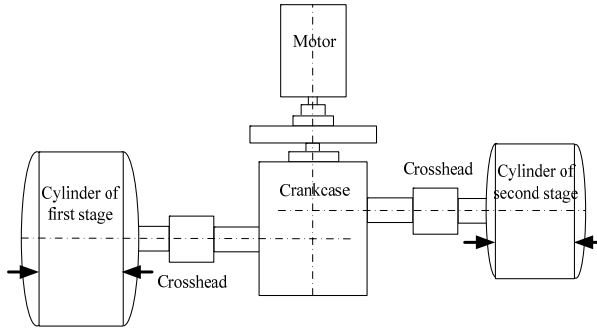 Motor
Crosshead
Cylinder of
second stage
Cylinder of
first stage
Crankcase
Crosshead